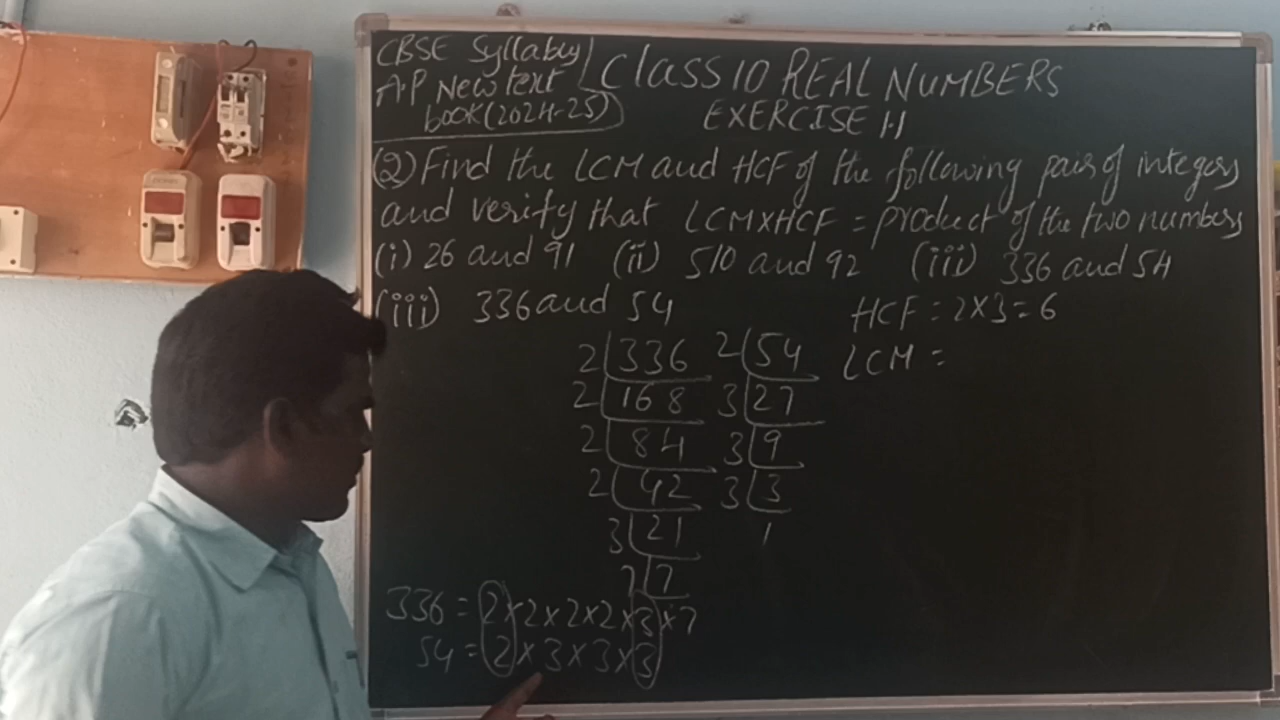 CBSE Syllabus
AP New text
book(2024-25)
Class 10 REAL NUMBERS
EXERCISE 1.1
(2) Find the LCM and HCF of the following pairs of integers
and verify that LCM×HCF = product of the two numbers
(i) 26 and 91 (ii) 510 and 92 (iii) 336 and 54
(iii) 336 and 54
HCF = 2×3 = 6
LCM =
2 336 2 54
2 168 3 27
2 84 3 9
2 42 3 3
3 21 1
7 7
336 = 2×2×2×2×3×7
54 = 2×3×3×3